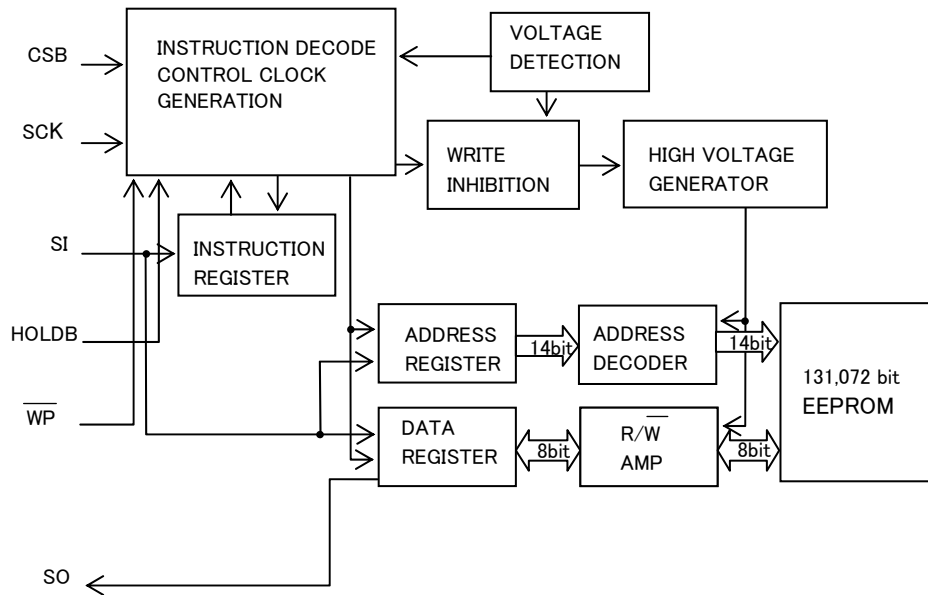 CSB
SCK
SI
HOLDB
W̅P̅
SO
INSTRUCTION DECODE
CONTROL CLOCK
GENERATION
VOLTAGE
DETECTION
WRITE
INHIBITION
HIGH VOLTAGE
GENERATOR
INSTRUCTION
REGISTER
ADDRESS
REGISTER
14bit
ADDRESS
DECODER
14bit
131,072 bit
EEPROM
DATA
REGISTER
8bit
R/W̅
AMP
8bit